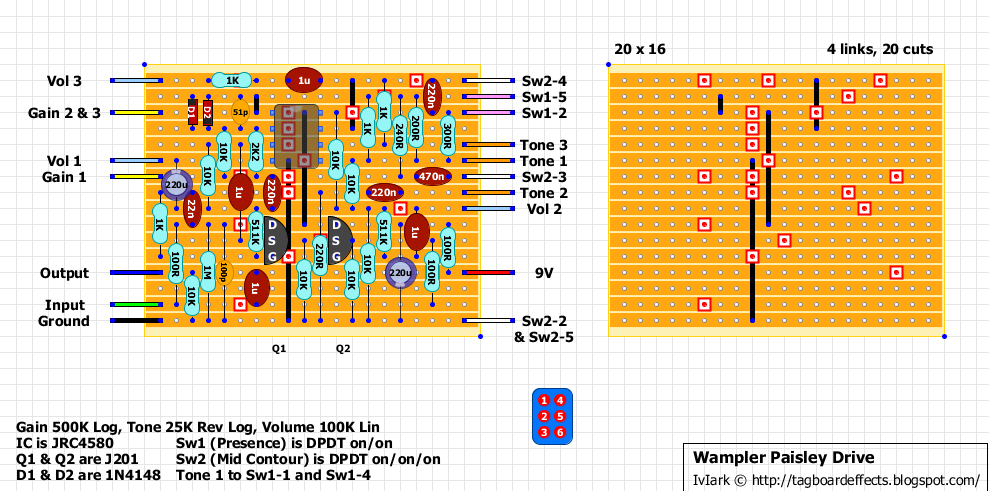 20 x 16
4 links, 20 cuts
Vol 3
1K
1u
220n
Sw2-4
Sw1-5
Gain 2 & 3
D1
D2
51p
1K
1K
240R
200R
300R
Sw1-2
10K
2K2
10K
Tone 3
Vol 1
10K
10K
Tone 1
Gain 1
220u
1u
220n
220n
470n
Sw2-3
Tone 2
22n
Vol 2
1K
511K
D
S
G
D
S
G
511K
1u
100R
100R
1M
100p
220R
10K
Output
10K
1u
10K
10K
220u
100R
9V
Input
Ground
Sw2-2
& Sw2-5
Q1
Q2
1 4
2 5
3 6
Gain 500K Log, Tone 25K Rev Log, Volume 100K Lin
IC is JRC4580
Sw1 (Presence) is DPDT on/on
Q1 & Q2 are J201
Sw2 (Mid Contour) is DPDT on/on/on
D1 & D2 are 1N4148
Tone 1 to Sw1-1 and Sw1-4
Wampler Paisley Drive
IvIark © http://tagboardeffects.blogspot.com/